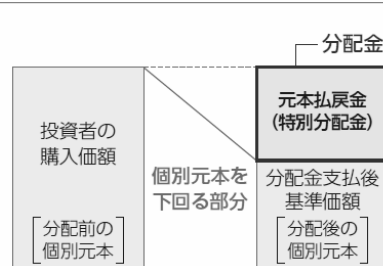 分配金
元本払戻金
(特別分配金)
投資者の
購入価額
個別元本を
下回る部分
分配金支払後
基準価額
分配前の
個別元本
分配後の
個別元本